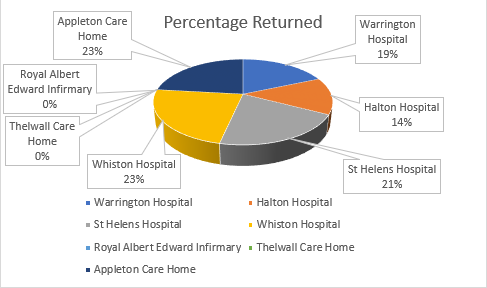 Percentage Returned
Appleton Care
Home
23%
Warrington
Hospital
19%
Royal Albert
Edward Infirmary
0%
Halton Hospital
14%
Thelwall Care
Home
0%
Whiston Hospital
23%
St Helens Hospital
21%
Warrington Hospital
Halton Hospital
St Helens Hospital
Whiston Hospital
Royal Albert Edward Infirmary
Thelwall Care Home
Appleton Care Home